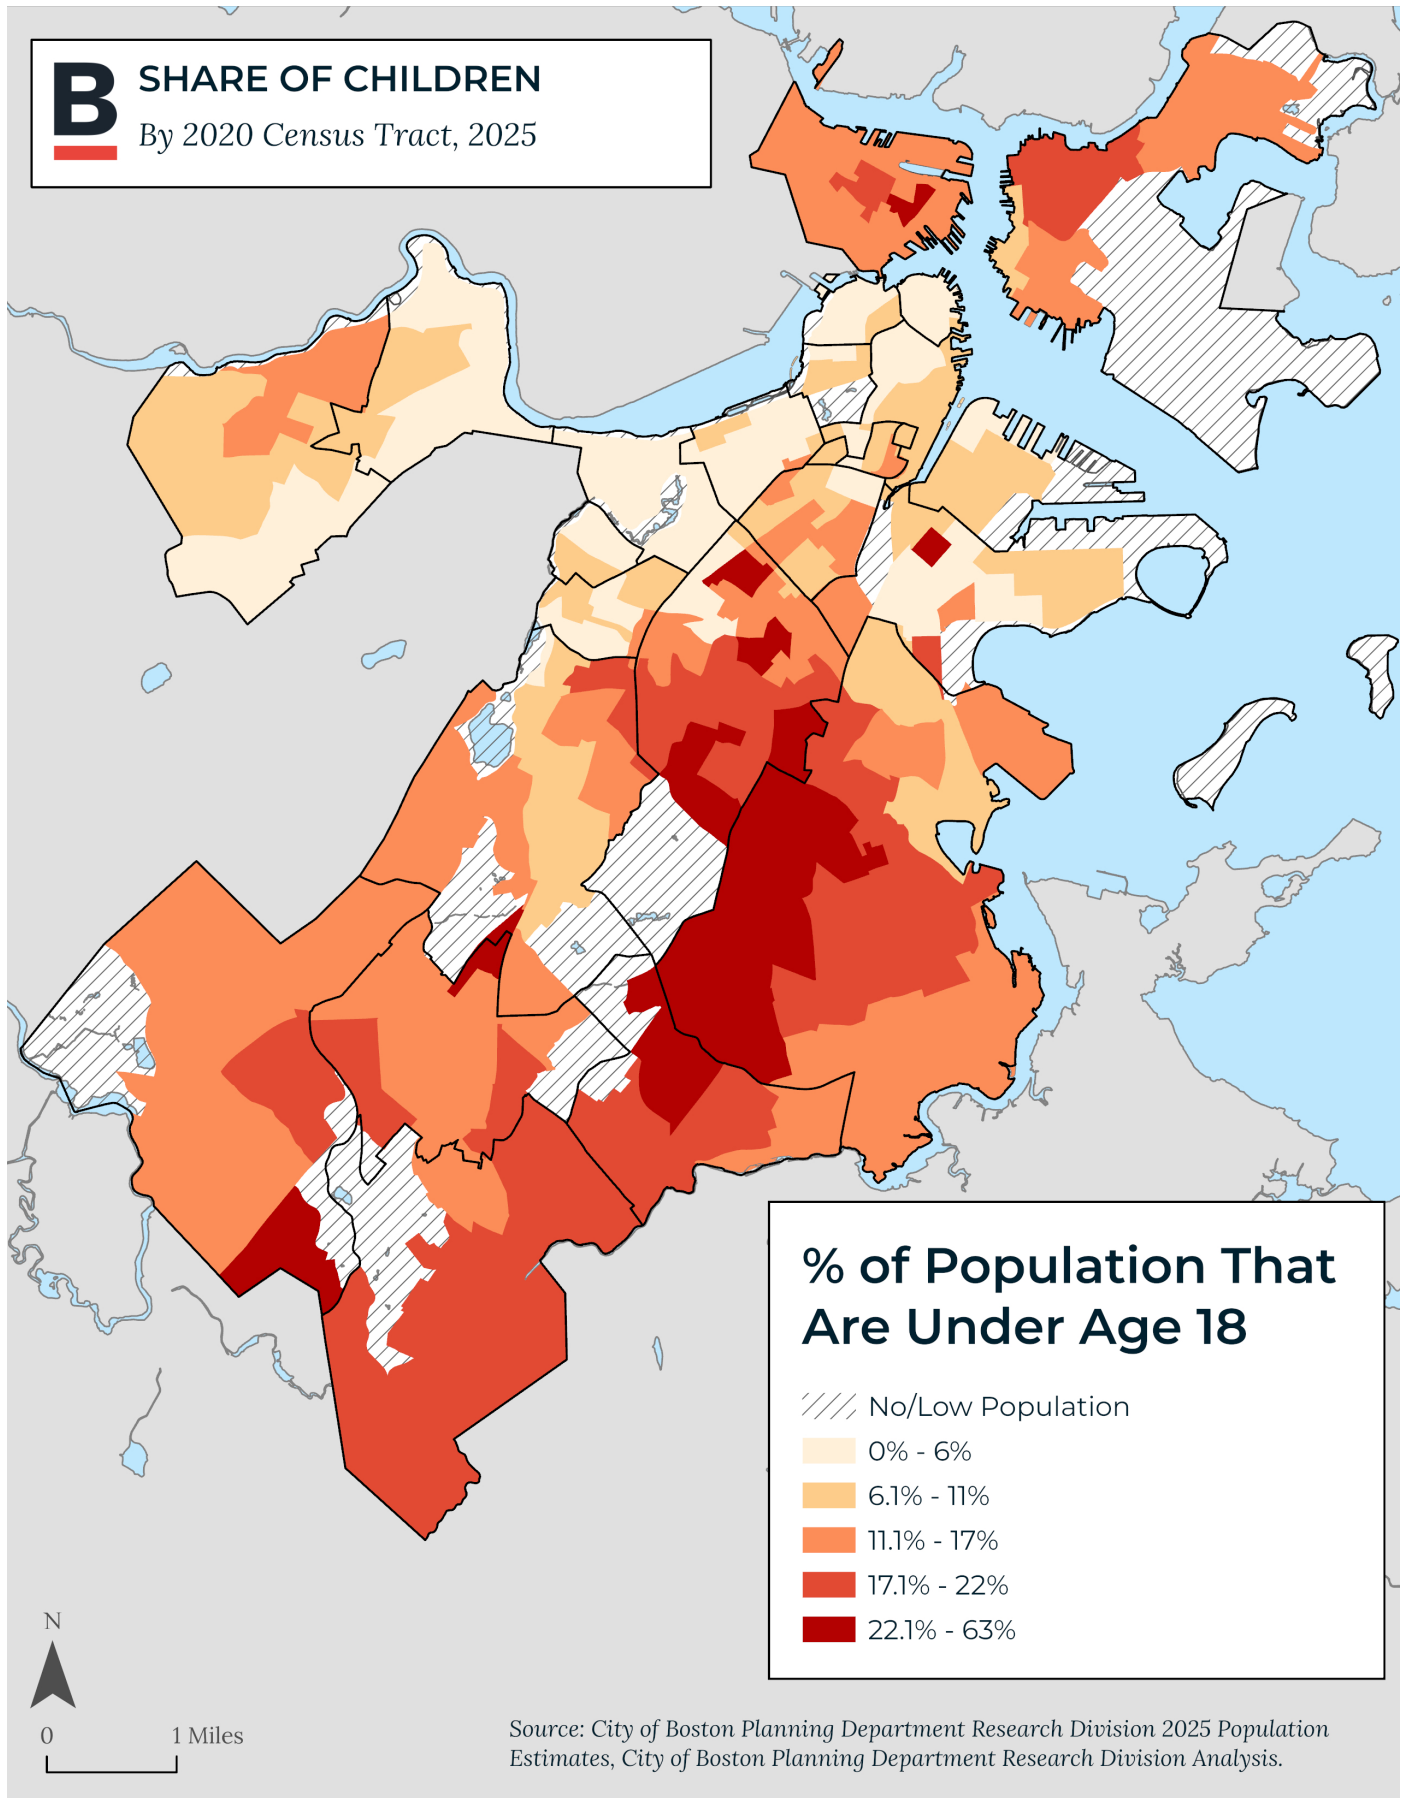 B
SHARE OF CHILDREN
By 2020 Census Tract, 2025
% of Population That
Are Under Age 18
No/Low Population
0% - 6%
6.1% - 11%
11.1% - 17%
17.1% - 22%
22.1% - 63%
N
0 1 Miles
Source: City of Boston Planning Department Research Division 2025 Population
Estimates, City of Boston Planning Department Research Division Analysis.